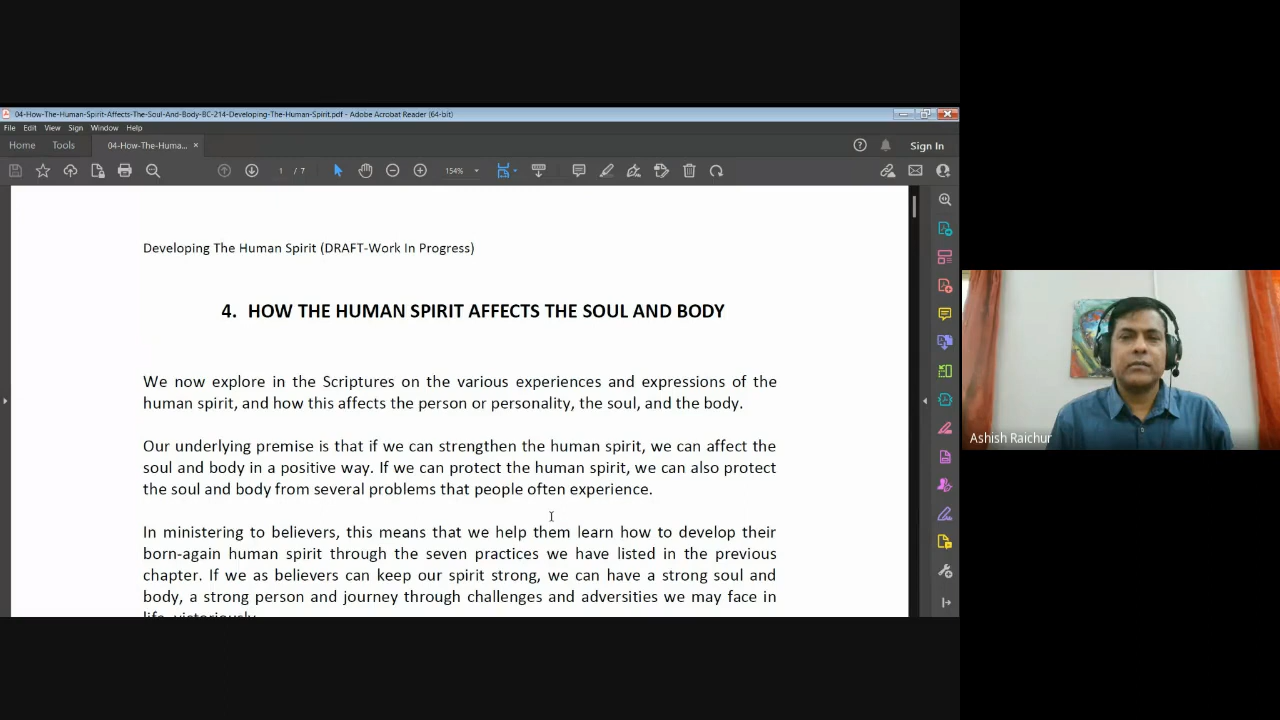 04-How-The-Human-Spirit-Affects-The-Soul-And-Body-BC-214-Developing-The-Human-Spirit.pdf - Adobe Acrobat Reader (64-bit)
File Edit View Sign Window Help
Home Tools 04-How-The-Huma... × Sign In
1 / 7 154%
Developing The Human Spirit (DRAFT-Work In Progress)
4. HOW THE HUMAN SPIRIT AFFECTS THE SOUL AND BODY
We now explore in the Scriptures on the various experiences and expressions of the
human spirit, and how this affects the person or personality, the soul, and the body.
Our underlying premise is that if we can strengthen the human spirit, we can affect the
soul and body in a positive way. If we can protect the human spirit, we can also protect
the soul and body from several problems that people often experience.
In ministering to believers, this means that we help them learn how to develop their
born-again human spirit through the seven practices we have listed in the previous
chapter. If we as believers can keep our spirit strong, we can have a strong soul and
body, a strong person and journey through challenges and adversities we may face in
life, victoriously.
Ashish Raichur